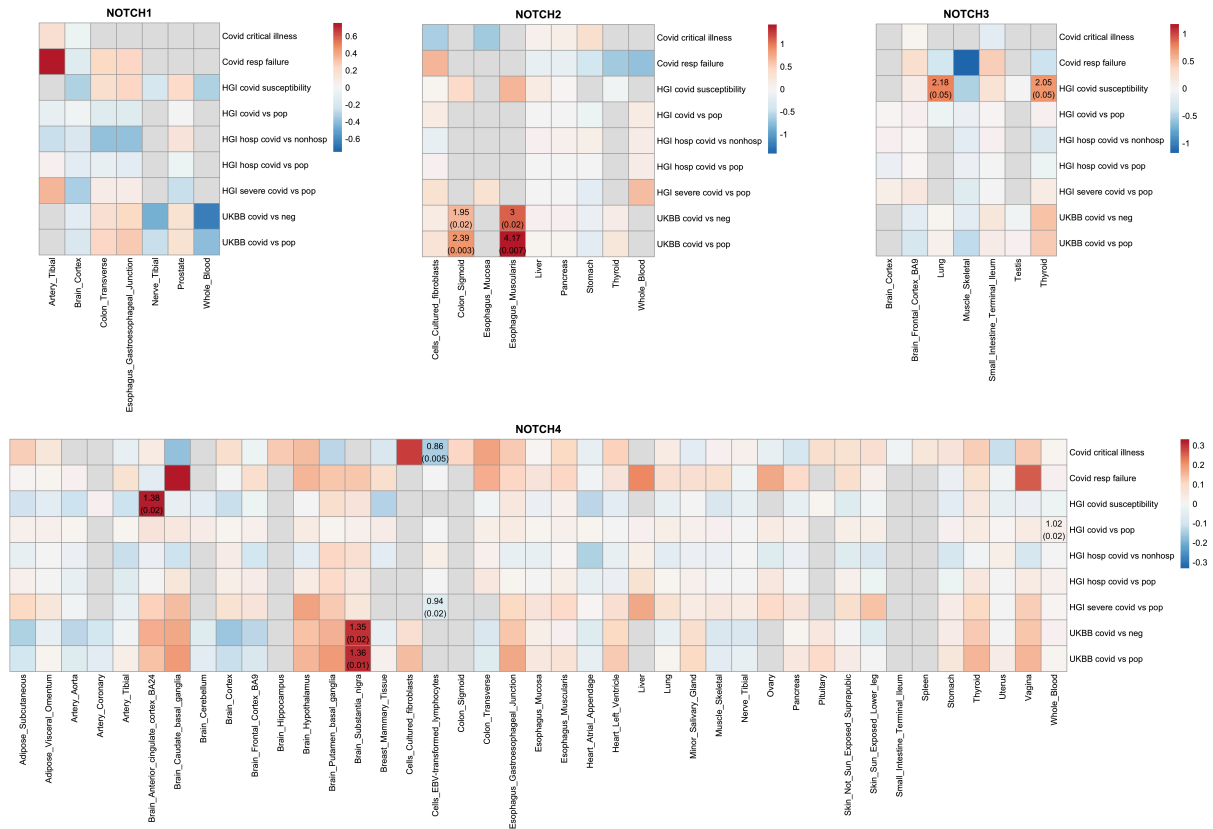 NOTCH1
Covid critical illness
Covid resp failure
HGI covid susceptibility
HGI covid vs pop
HGI hosp covid vs nonhosp
HGI hosp covid vs pop
HGI severe covid vs pop
UKBB covid vs neg
UKBB covid vs pop
0.6
0.4
0.2
0
-0.2
-0.4
-0.6
Artery_Tibial
Brain_Cortex
Colon_Transverse
Esophagus_Gastroesophageal_Junction
Nerve_Tibial
Prostate
Whole_Blood
NOTCH2
Covid critical illness
Covid resp failure
HGI covid susceptibility
HGI covid vs pop
HGI hosp covid vs nonhosp
HGI hosp covid vs pop
HGI severe covid vs pop
1.95
(0.02)
3
(0.02)
UKBB covid vs neg
2.39
(0.003)
4.17
(0.007)
UKBB covid vs pop
1
0.5
0
-0.5
-1
Cells_Cultured_fibroblasts
Colon_Sigmoid
Esophagus_Mucosa
Esophagus_Muscularis
Liver
Pancreas
Stomach
Thyroid
Whole_Blood
NOTCH3
Covid critical illness
Covid resp failure
2.18
(0.05)
2.05
(0.05)
HGI covid susceptibility
HGI covid vs pop
HGI hosp covid vs nonhosp
HGI hosp covid vs pop
HGI severe covid vs pop
UKBB covid vs neg
UKBB covid vs pop
1
0.5
0
-0.5
-1
Brain_Cortex
Brain_Frontal_Cortex_BA9
Lung
Muscle_Skeletal
Small_Intestine_Terminal_Ileum
Testis
Thyroid
NOTCH4
0.86
(0.005)
Covid critical illness
Covid resp failure
1.38
(0.02)
HGI covid susceptibility
1.02
(0.02)
HGI covid vs pop
HGI hosp covid vs nonhosp
HGI hosp covid vs pop
0.94
(0.02)
HGI severe covid vs pop
1.35
(0.02)
UKBB covid vs neg
1.36
(0.01)
UKBB covid vs pop
0.3
0.2
0.1
0
-0.1
-0.2
-0.3
Adipose_Subcutaneous
Adipose_Visceral_Omentum
Artery_Aorta
Artery_Coronary
Artery_Tibial
Brain_Anterior_cingulate_cortex_BA24
Brain_Caudate_basal_ganglia
Brain_Cerebellum
Brain_Cortex
Brain_Frontal_Cortex_BA9
Brain_Hippocampus
Brain_Hypothalamus
Brain_Putamen_basal_ganglia
Brain_Substantia_nigra
Breast_Mammary_Tissue
Cells_Cultured_fibroblasts
Cells_EBV-transformed_lymphocytes
Colon_Sigmoid
Colon_Transverse
Esophagus_Gastroesophageal_Junction
Esophagus_Mucosa
Esophagus_Muscularis
Heart_Atrial_Appendage
Heart_Left_Ventricle
Liver
Lung
Minor_Salivary_Gland
Muscle_Skeletal
Nerve_Tibial
Ovary
Pancreas
Pituitary
Skin_Not_Sun_Exposed_Suprapubic
Skin_Sun_Exposed_Lower_leg
Small_Intestine_Terminal_Ileum
Spleen
Stomach
Thyroid
Uterus
Vagina
Whole_Blood